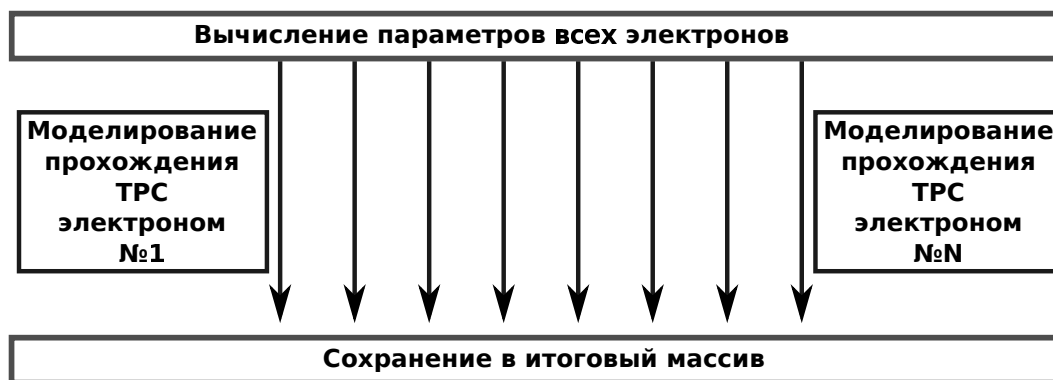 Вычисление параметров всех электронов
Моделирование
прохождения
ТРС
электроном
№1
Моделирование
прохождения
ТРС
электроном
№N
Сохранение в итоговый массив